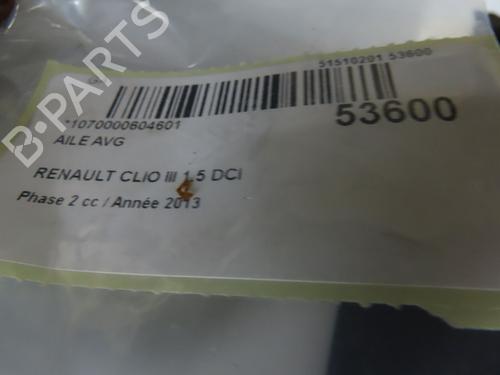 51510201 53600
53600
*1070000604601
AILE AVG
RENAULT CLIO III 1.5 DCI
Phase 2 cc / Année 2013
B-PARTS